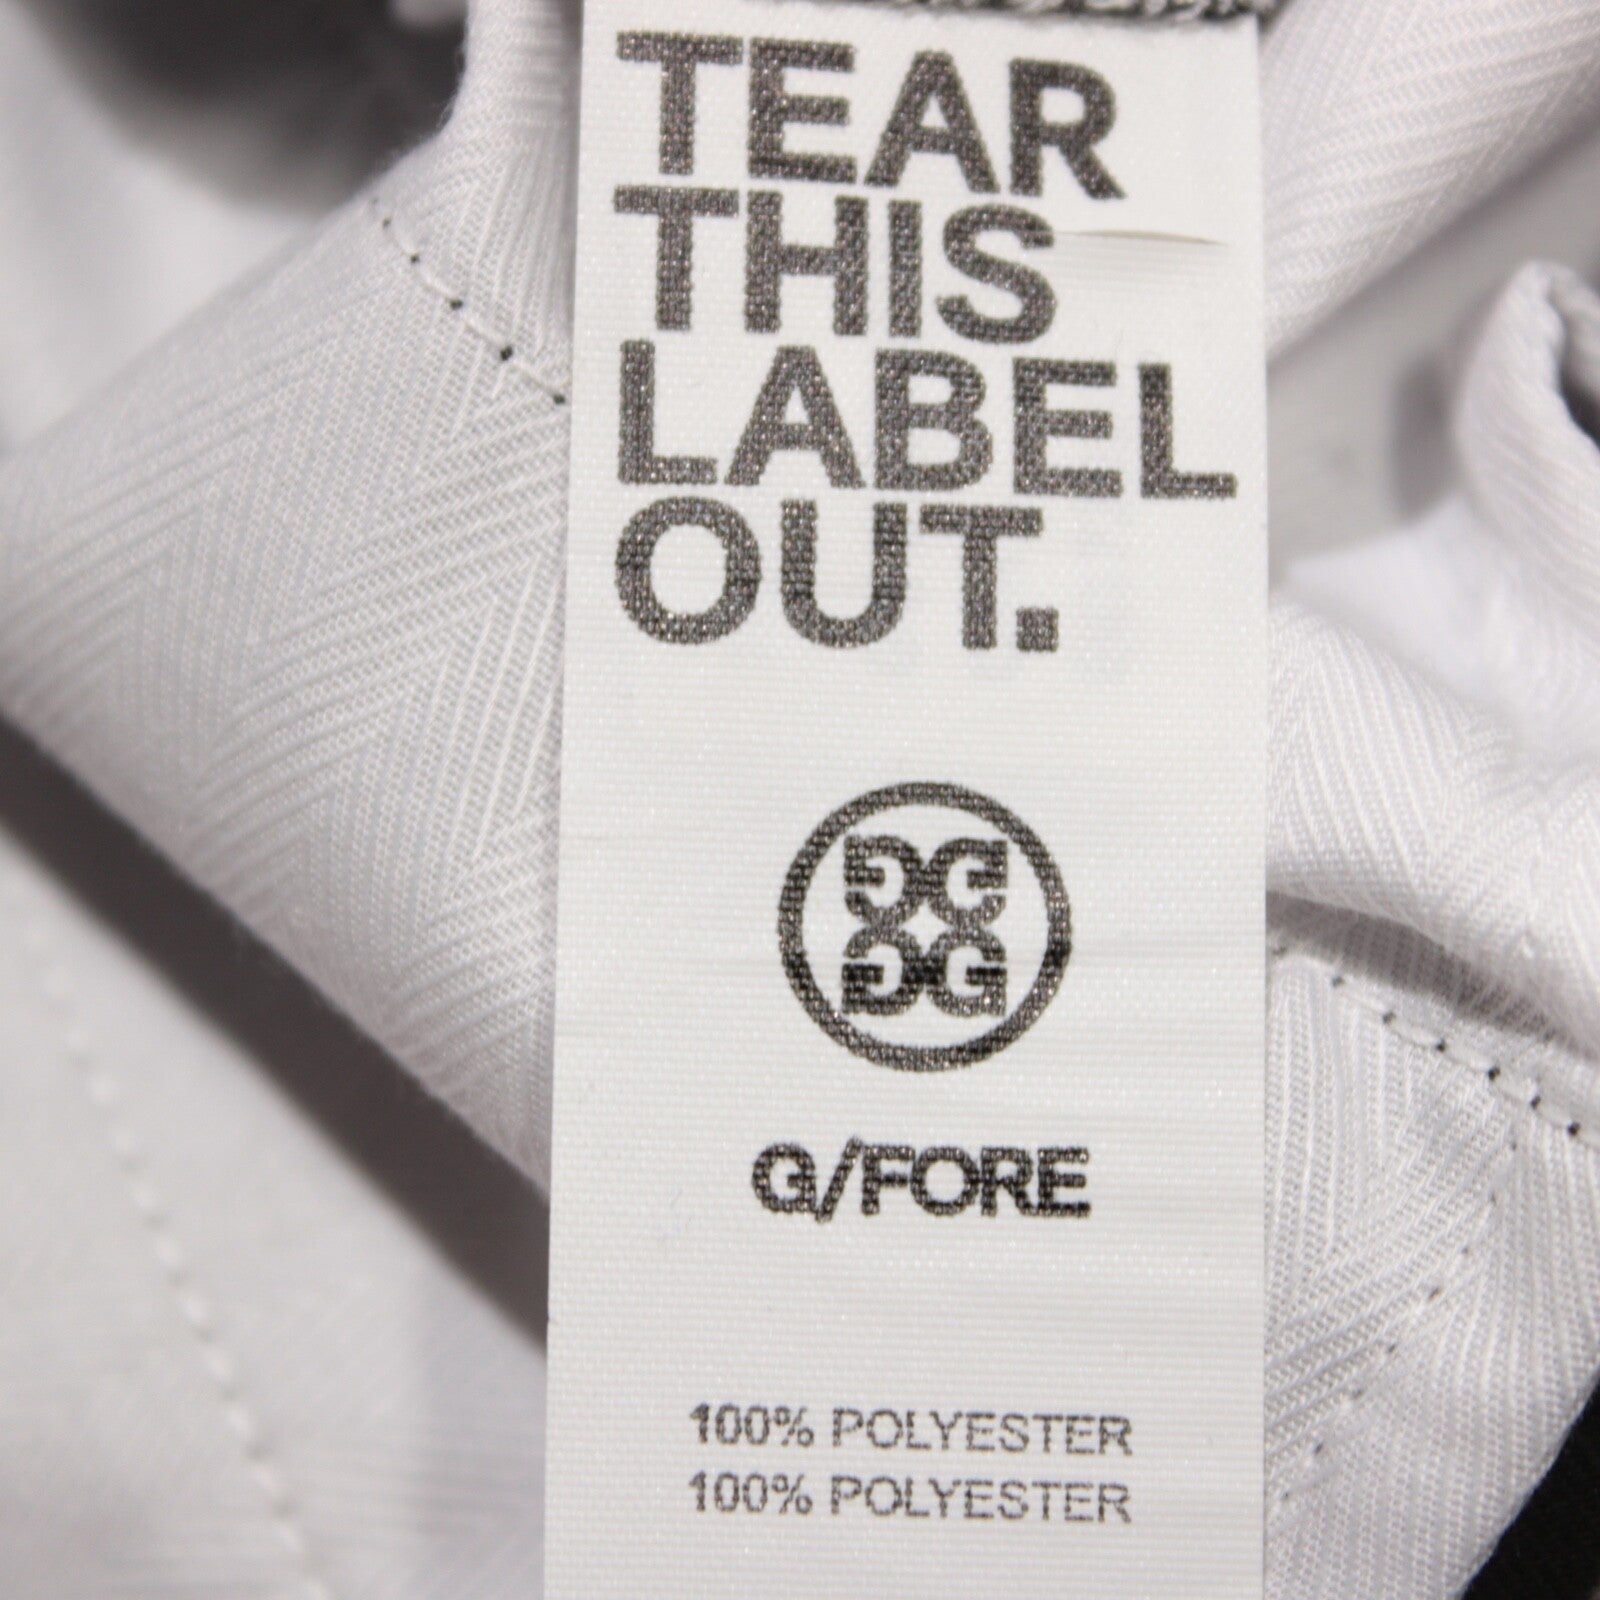 TEAR
THIS
LABEL
OUT.
G/FORE
100% POLYESTER
100% POLYESTER